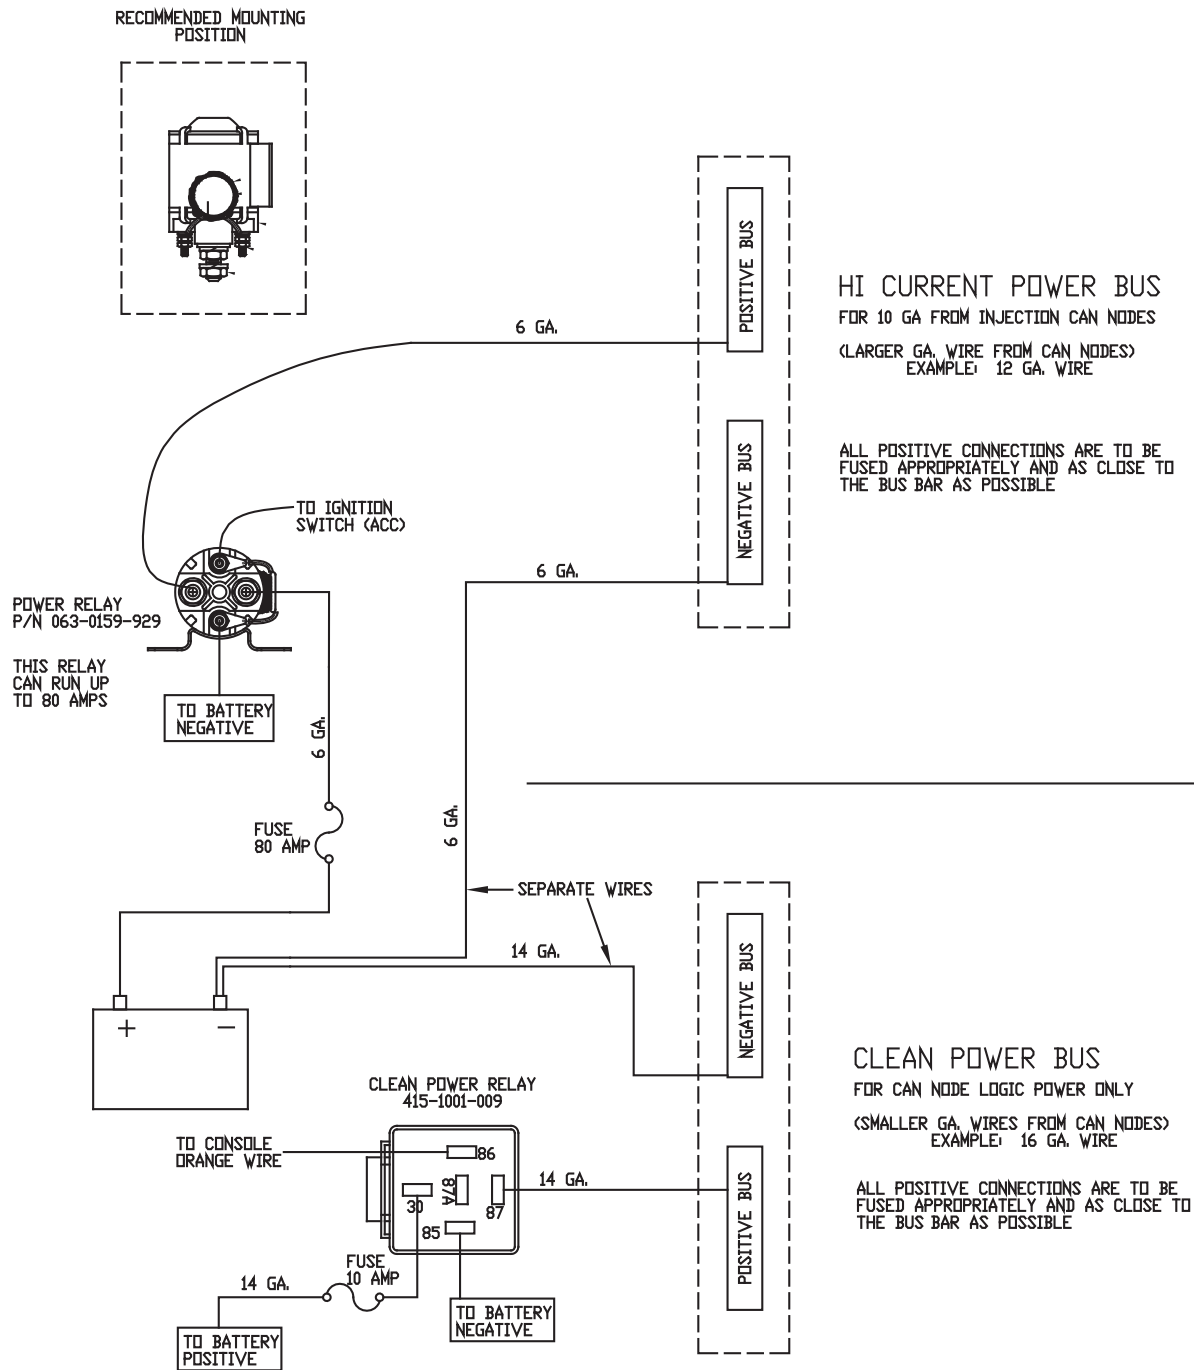 RECOMMENDED MOUNTING
POSITION
POSITIVE BUS
HI CURRENT POWER BUS
FOR 10 GA FROM INJECTION CAN NODES
(LARGER GA. WIRE FROM CAN NODES)
EXAMPLE: 12 GA. WIRE
6 GA.
NEGATIVE BUS
ALL POSITIVE CONNECTIONS ARE TO BE
FUSED APPROPRIATELY AND AS CLOSE TO
THE BUS BAR AS POSSIBLE
TO IGNITION
SWITCH (ACC)
6 GA.
POWER RELAY
P/N 063-0159-929
THIS RELAY
CAN RUN UP
TO 80 AMPS
TO BATTERY
NEGATIVE
6 GA.
FUSE
80 AMP
6 GA.
SEPARATE WIRES
14 GA.
NEGATIVE BUS
+
-
CLEAN POWER BUS
FOR CAN NODE LOGIC POWER ONLY
(SMALLER GA. WIRES FROM CAN NODES)
EXAMPLE: 16 GA. WIRE
CLEAN POWER RELAY
415-1001-009
TO CONSOLE
ORANGE WIRE
86
87A
30
87
85
14 GA.
POSITIVE BUS
ALL POSITIVE CONNECTIONS ARE TO BE
FUSED APPROPRIATELY AND AS CLOSE TO
THE BUS BAR AS POSSIBLE
FUSE
10 AMP
14 GA.
TO BATTERY
NEGATIVE
TO BATTERY
POSITIVE